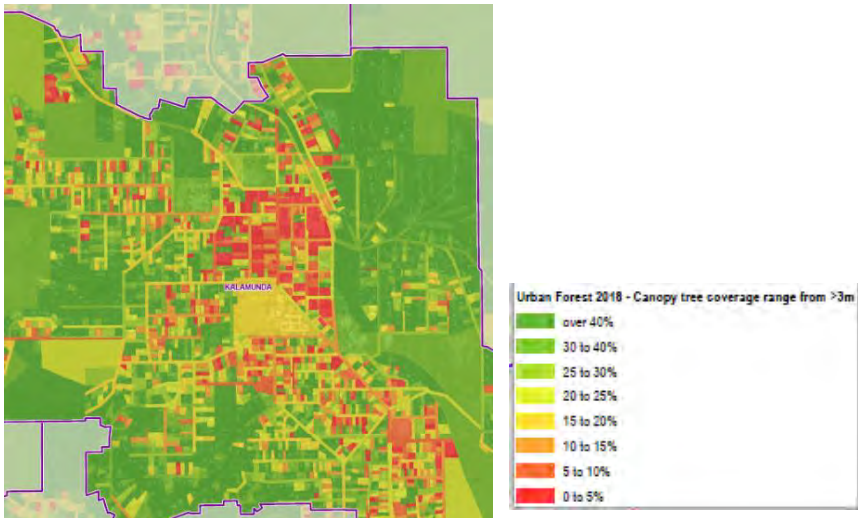 KALAMUNDA
Urban Forest 2018 - Canopy tree coverage range from >3m
over 40%
30 to 40%
25 to 30%
20 to 25%
15 to 20%
10 to 15%
5 to 10%
0 to 5%